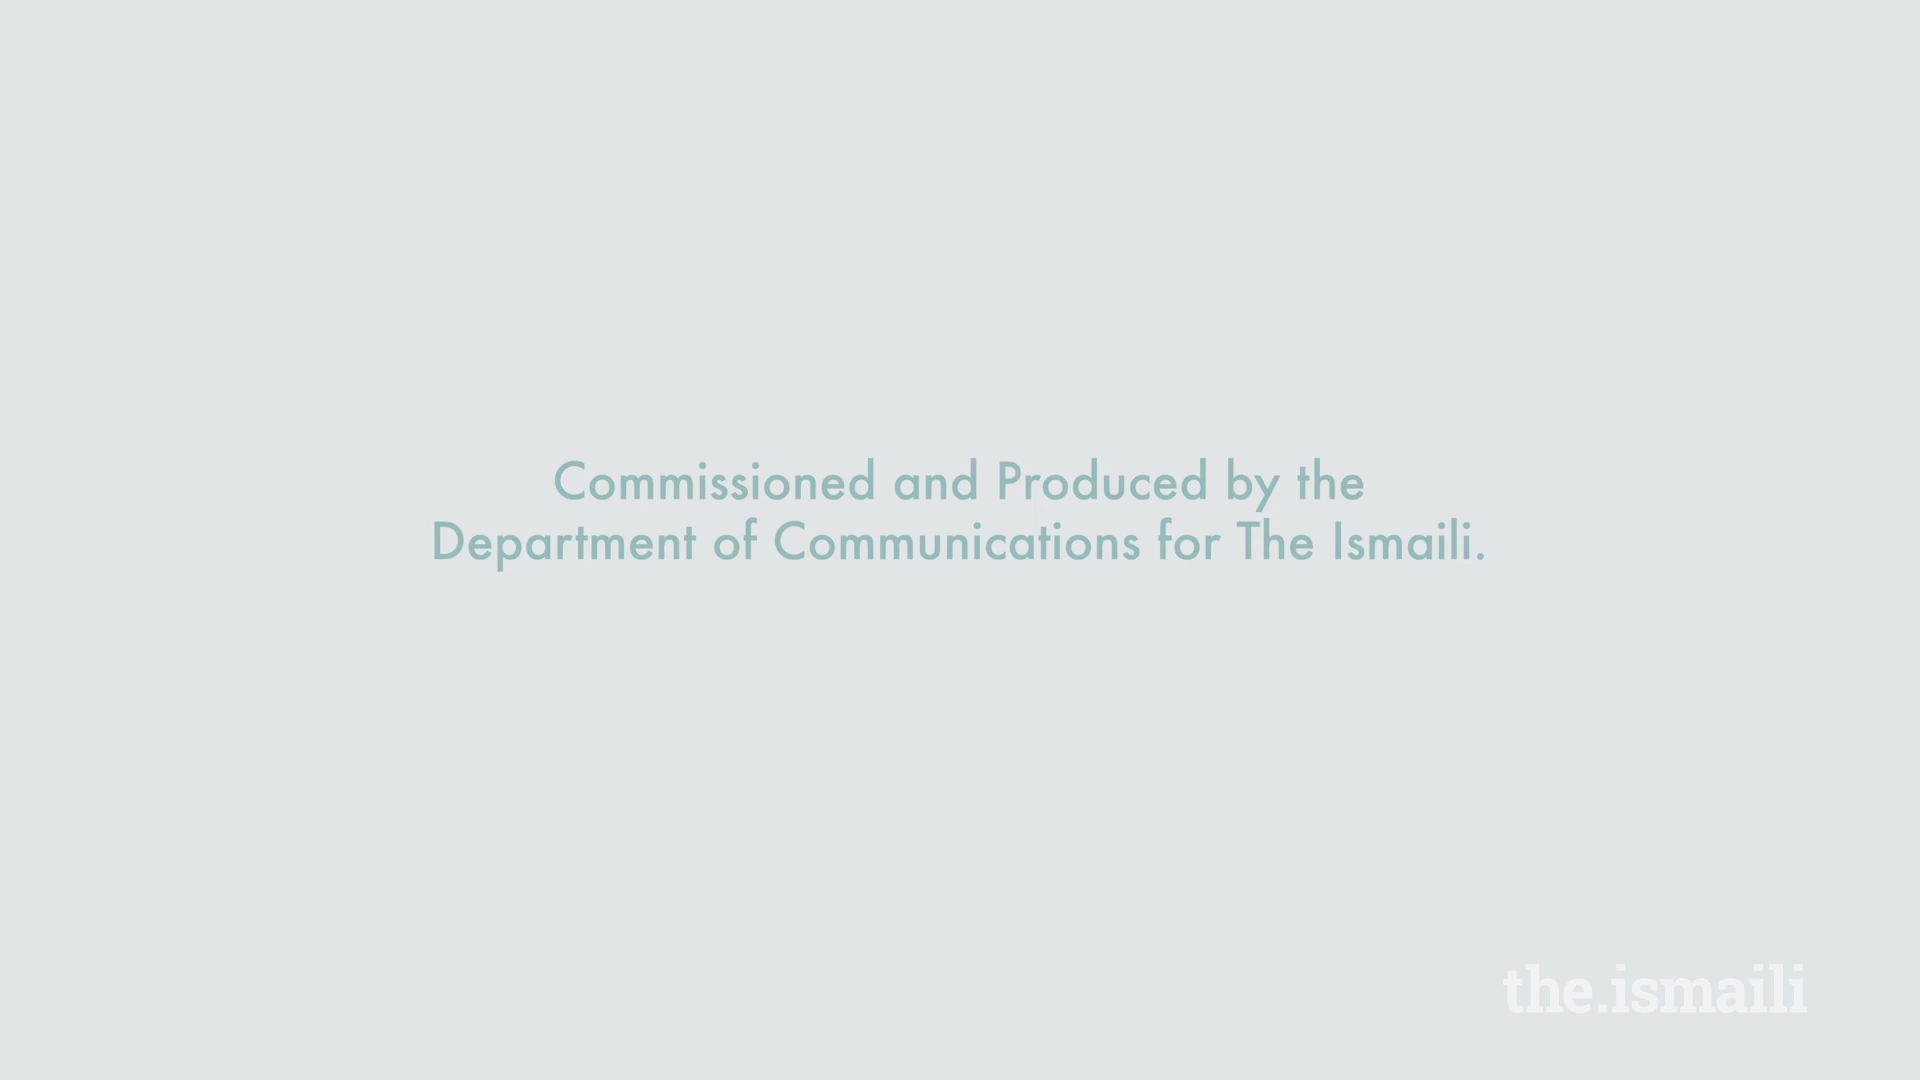 Commissioned and Produced by the
Department of Communications for The Ismaili.
the.ismaili